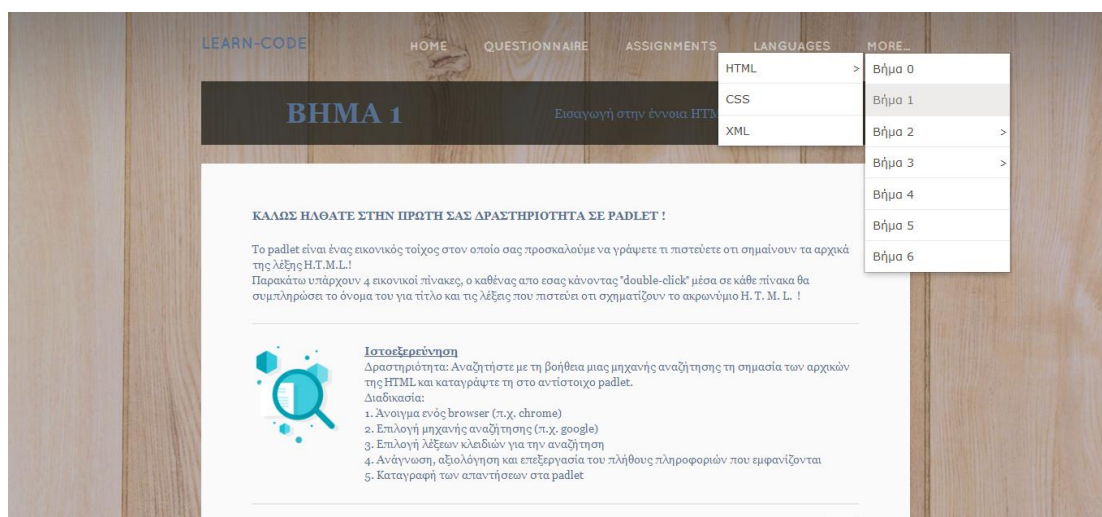 LEARN-CODE
HOME QUESTIONNAIRE ASSIGNMENTS LANGUAGES MORE...
HTML >
CSS
XML
Βήμα 0
Βήμα 1
Βήμα 2 >
Βήμα 3 >
Βήμα 4
Βήμα 5
Βήμα 6
ΒΗΜΑ 1
Εισαγωγή στην έννοια
ΚΑΛΩΣ ΗΛΘΑΤΕ ΣΤΗΝ ΠΡΩΤΗ ΣΑΣ ΔΡΑΣΤΗΡΙΟΤΗΤΑ ΣΕ PADLET !
Το padlet είναι ένας εικονικός τοίχος στον οποίο σας προσκαλούμε να γράψετε τι πιστεύετε οτι σημαίνουν τα αρχικά
της λέξης H.T.M.L.!
Παρακάτω υπάρχουν 4 εικονικοί πίνακες, ο καθένας απο εσας κάνοντας "double-click" μέσα σε κάθε πίνακα θα
συμπληρώσει το όνομα του για τίτλο και τις λέξεις που πιστεύει οτι σχηματίζουν το ακρωνύμιο H. T. M. L. !
Ιστοεξερεύνηση
Δραστηριότητα: Αναζητήστε με τη βοήθεια μιας μηχανής αναζήτησης τη σημασία των αρχικών
της HTML και καταγράψτε τη στο αντίστοιχο padlet.
Διαδικασία:
1. Άνοιγμα ενός browser (π.χ. chrome)
2. Επιλογή μηχανής αναζήτησης (π.χ. google)
3. Επιλογή λέξεων κλειδιών για την αναζήτηση
4. Ανάγνωση, αξιολόγηση και επεξεργασία του πλήθους πληροφοριών που εμφανίζονται
5. Καταγραφή των απαντήσεων στα padlet